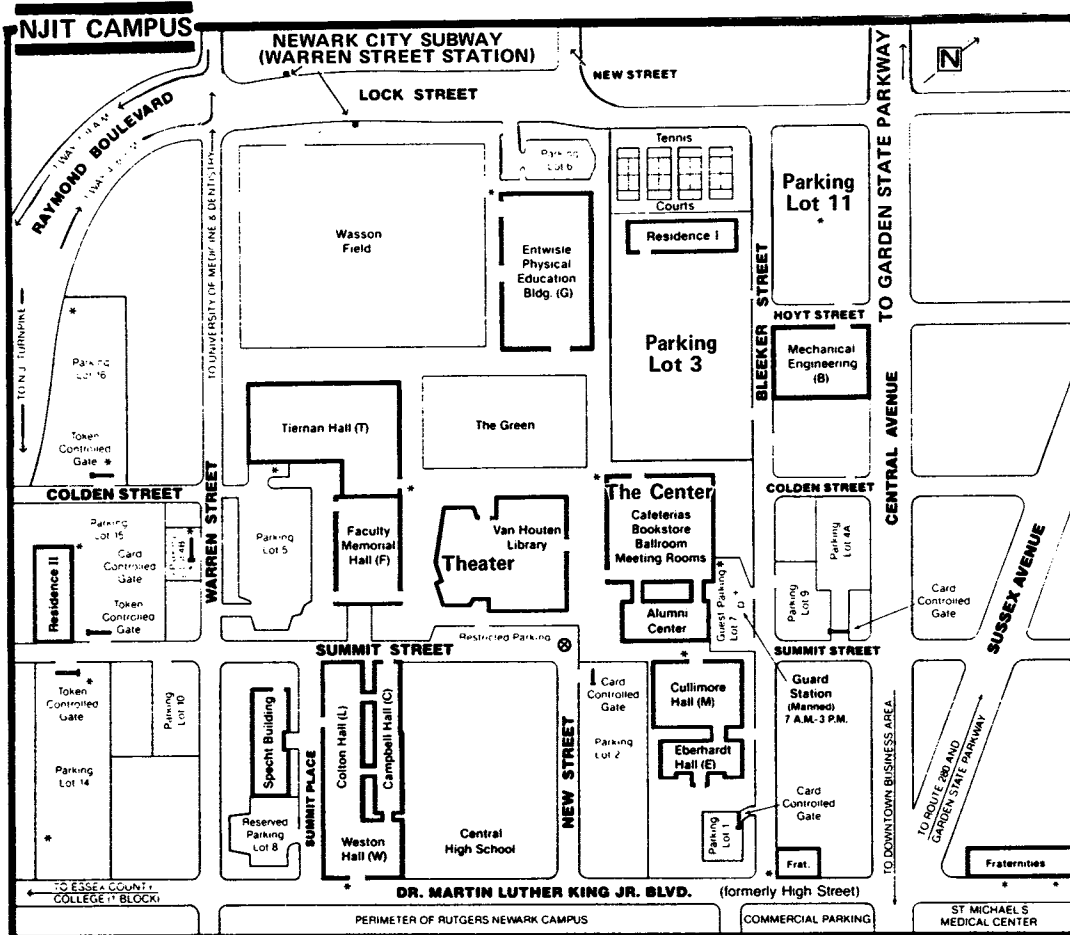 NJIT CAMPUS
NEWARK CITY SUBWAY
(WARREN STREET STATION)
NEW STREET
LOCK STREET
RAYMOND BOULEVARD
TO UNIVERSITY OF MEDICINE & DENTISTRY
TO GARDEN STATE PARKWAY
N
Tennis
Courts
Parking
Lot 6
Parking
Lot 11
Wasson
Field
Entwisle
Physical
Education
Bldg. (G)
Residence I
BLEEKER STREET
HOYT STREET
TO N.J. TURNPIKE
Parking
Lot 16
Parking
Lot 3
Mechanical
Engineering
(B)
Tiernan Hall (T)
The Green
Token
Controlled
Gate
COLDEN STREET
WARREN STREET
COLDEN STREET
CENTRAL AVENUE
Parking
Lot 15
Card
Controlled
Gate
Token
Controlled
Gate
Residence II
Parking
Lot 5
Faculty
Memorial
Hall (F)
Theater
Van Houten
Library
The Center
Cafeterias
Bookstore
Ballroom
Meeting Rooms
Alumni
Center
Guest Parking
Lot 7
Parking
Lot 4A
Parking
Lot 9
Card
Controlled
Gate
SUSSEX AVENUE
Restricted Parking
SUMMIT STREET
SUMMIT STREET
Token
Controlled
Gate
Parking
Lot 10
Parking
Lot 14
Specht Building
Reserved
Parking
Lot 8
SUMMIT PLACE
Colton Hall (L)
Campbell Hall (C)
Weston
Hall (W)
Central
High School
NEW STREET
Card
Controlled
Gate
Parking
Lot 2
Cullimore
Hall (M)
Eberhardt
Hall (E)
Guard
Station
(Manned)
7 A.M.-3 P.M.
Card
Controlled
Gate
Parking
Lot 1
Frat.
TO DOWNTOWN BUSINESS AREA
TO ROUTE 280 AND
GARDEN STATE PARKWAY
Fraternities
TO ESSEX COUNTY
COLLEGE (1 BLOCK)
DR. MARTIN LUTHER KING JR. BLVD.
(formerly High Street)
PERIMETER OF RUTGERS NEWARK CAMPUS
COMMERCIAL PARKING
ST MICHAELS
MEDICAL CENTER